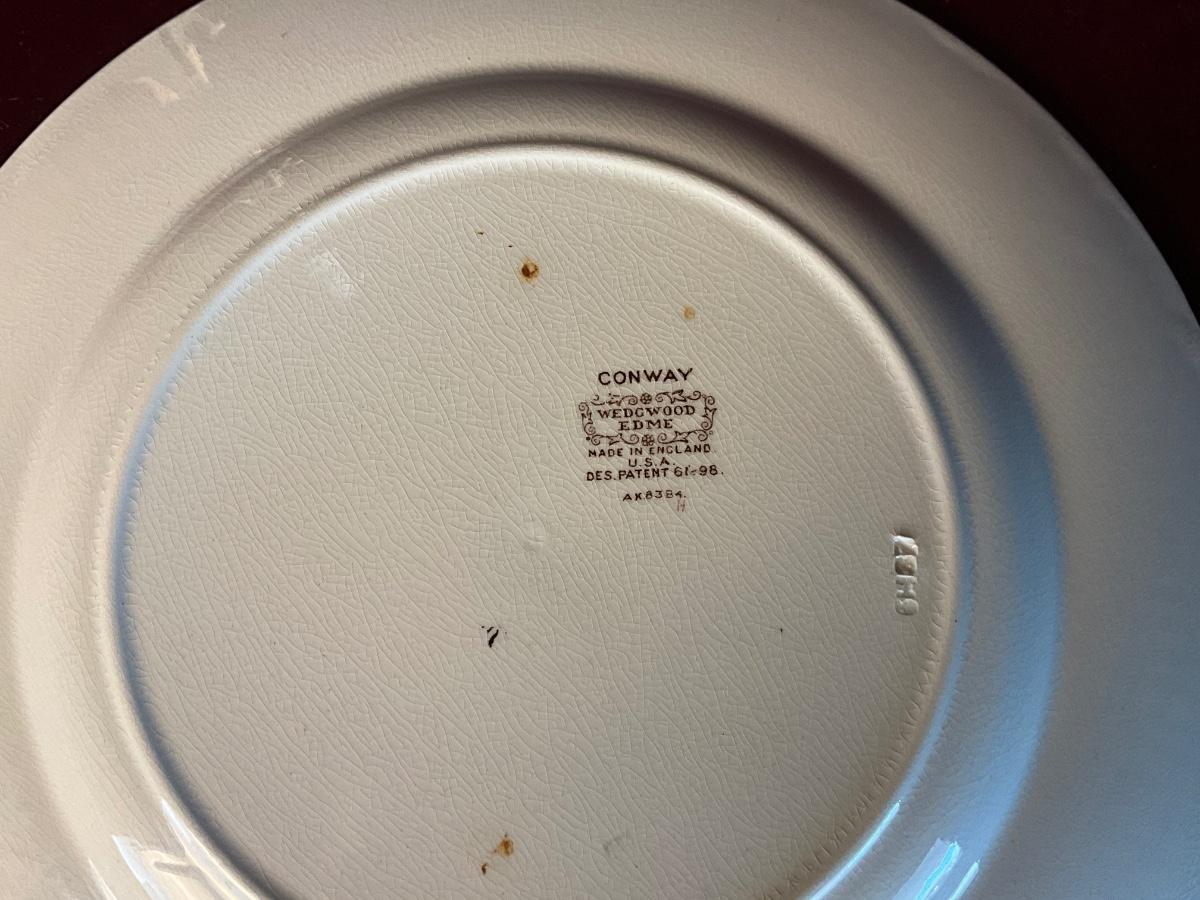 CONWAY
WEDGWOOD
EDME
MADE IN ENGLAND.
U.S.A.
DES. PATENT 61-98.
AK8384.
H